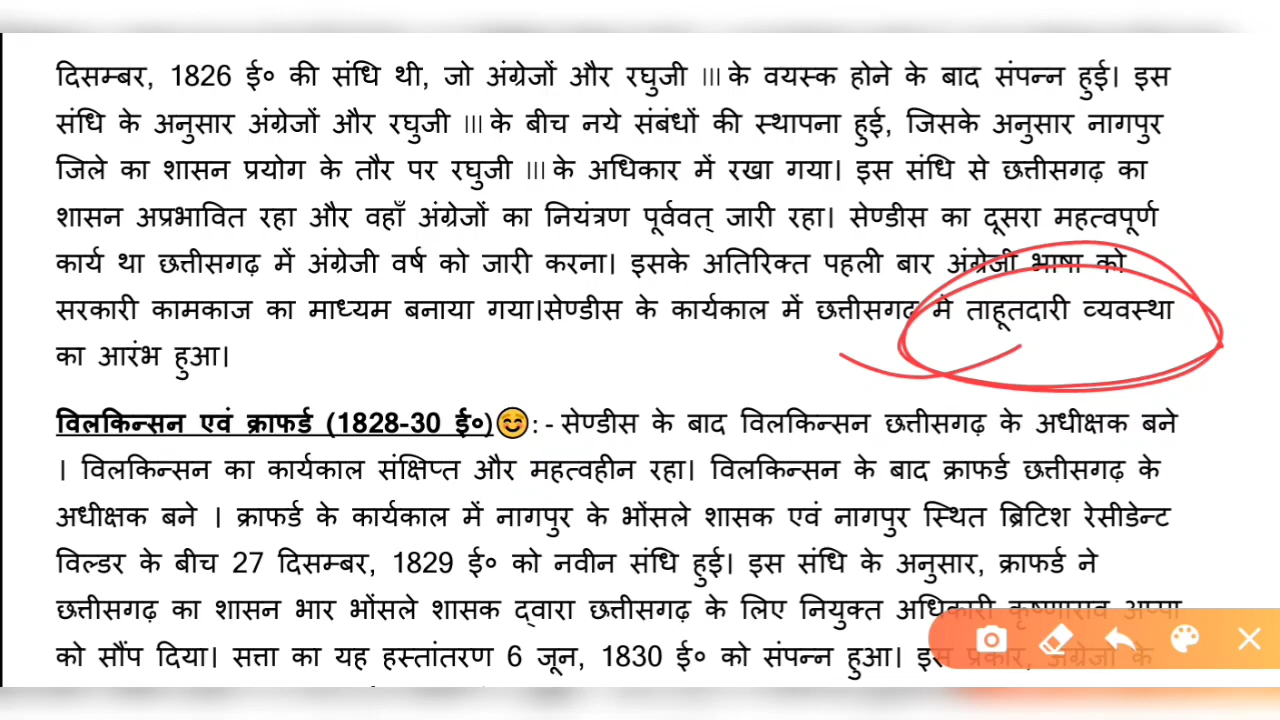 दिसम्बर, 1826 ई० की संधि थी, जो अंग्रेजों और रघुजी III के वयस्क होने के बाद संपन्न हुई। इस
संधि के अनुसार अंग्रेजों और रघुजी III के बीच नये संबंधों की स्थापना हुई, जिसके अनुसार नागपुर
जिले का शासन प्रयोग के तौर पर रघुजी III के अधिकार में रखा गया। इस संधि से छत्तीसगढ़ का
शासन अप्रभावित रहा और वहाँ अंग्रेजों का नियंत्रण पूर्ववत् जारी रहा। सेण्डीस का दूसरा महत्वपूर्ण
कार्य था छत्तीसगढ़ में अंग्रेजी वर्ष को जारी करना। इसके अतिरिक्त पहली बार अंग्रेजी भाषा को
सरकारी कामकाज का माध्यम बनाया गया।सेण्डीस के कार्यकाल में छत्तीसगढ़ मे ताहूतदारी व्यवस्था
का आरंभ हुआ।
विलकिन्सन एवं क्राफर्ड (1828-30 ई०)😊: - सेण्डीस के बाद विलकिन्सन छत्तीसगढ़ के अधीक्षक बने
। विलकिन्सन का कार्यकाल संक्षिप्त और महत्वहीन रहा। विलकिन्सन के बाद क्राफर्ड छत्तीसगढ़ के
अधीक्षक बने । क्राफर्ड के कार्यकाल में नागपुर के भोंसले शासक एवं नागपुर स्थित ब्रिटिश रेसीडेन्ट
विल्डर के बीच 27 दिसम्बर, 1829 ई० को नवीन संधि हुई। इस संधि के अनुसार, क्राफर्ड ने
छत्तीसगढ़ का शासन भार भोंसले शासक द्वारा छत्तीसगढ़ के लिए नियुक्त अधिकारी कृष्णाराव अप्पा
को सौंप दिया। सत्ता का यह हस्तांतरण 6 जून, 1830 ई० को संपन्न हुआ। इस प्रकार, अंग्रेजों के